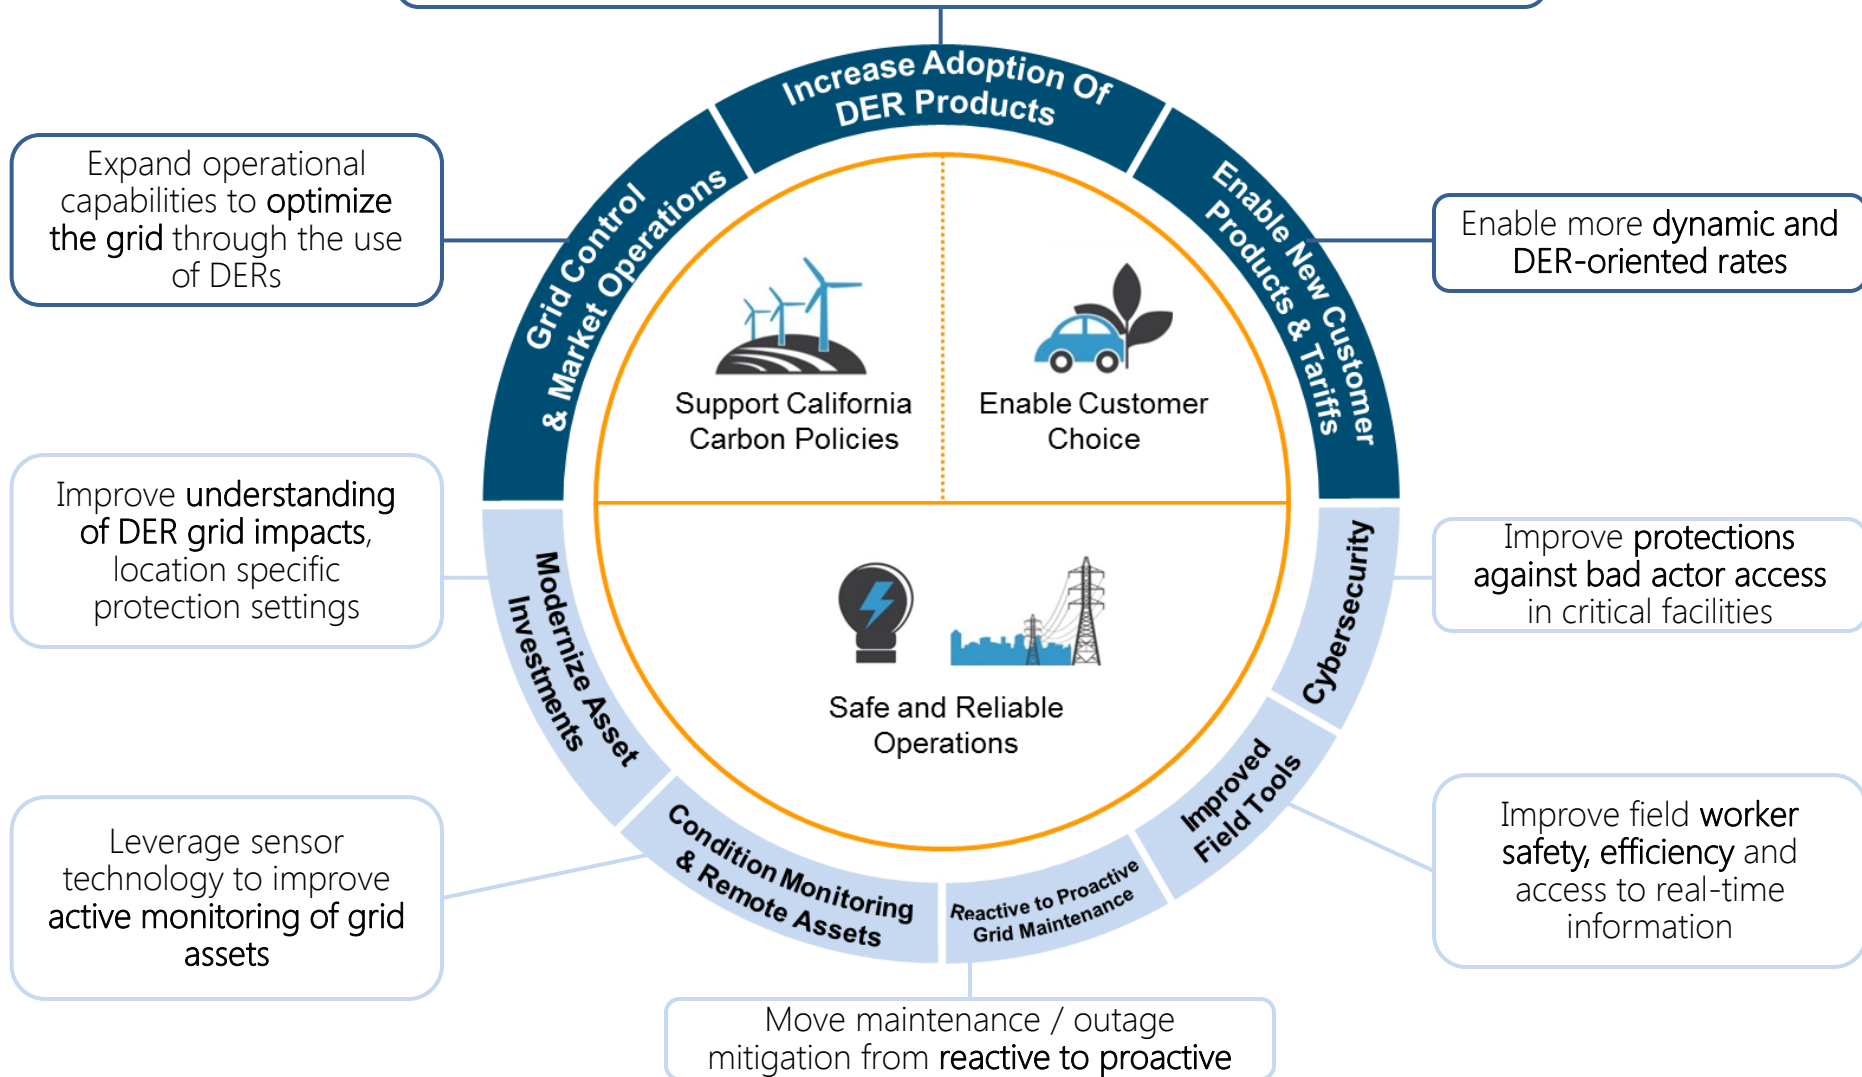 Increase Adoption Of
DER Products
Expand operational
capabilities to optimize
the grid through the use
of DERs
Grid Control
& Market Operations
Enable New Customer
Products & Tariffs
Enable more dynamic and
DER-oriented rates
Support California
Carbon Policies
Enable Customer
Choice
Improve understanding
of DER grid impacts,
location specific
protection settings
Modernize Asset
Investments
Safe and Reliable
Operations
Cybersecurity
Improve protections
against bad actor access
in critical facilities
Leverage sensor
technology to improve
active monitoring of grid
assets
Condition Monitoring
& Remote Assets
Reactive to Proactive
Grid Maintenance
Improved
Field Tools
Improve field worker
safety, efficiency and
access to real-time
information
Move maintenance / outage
mitigation from reactive to proactive